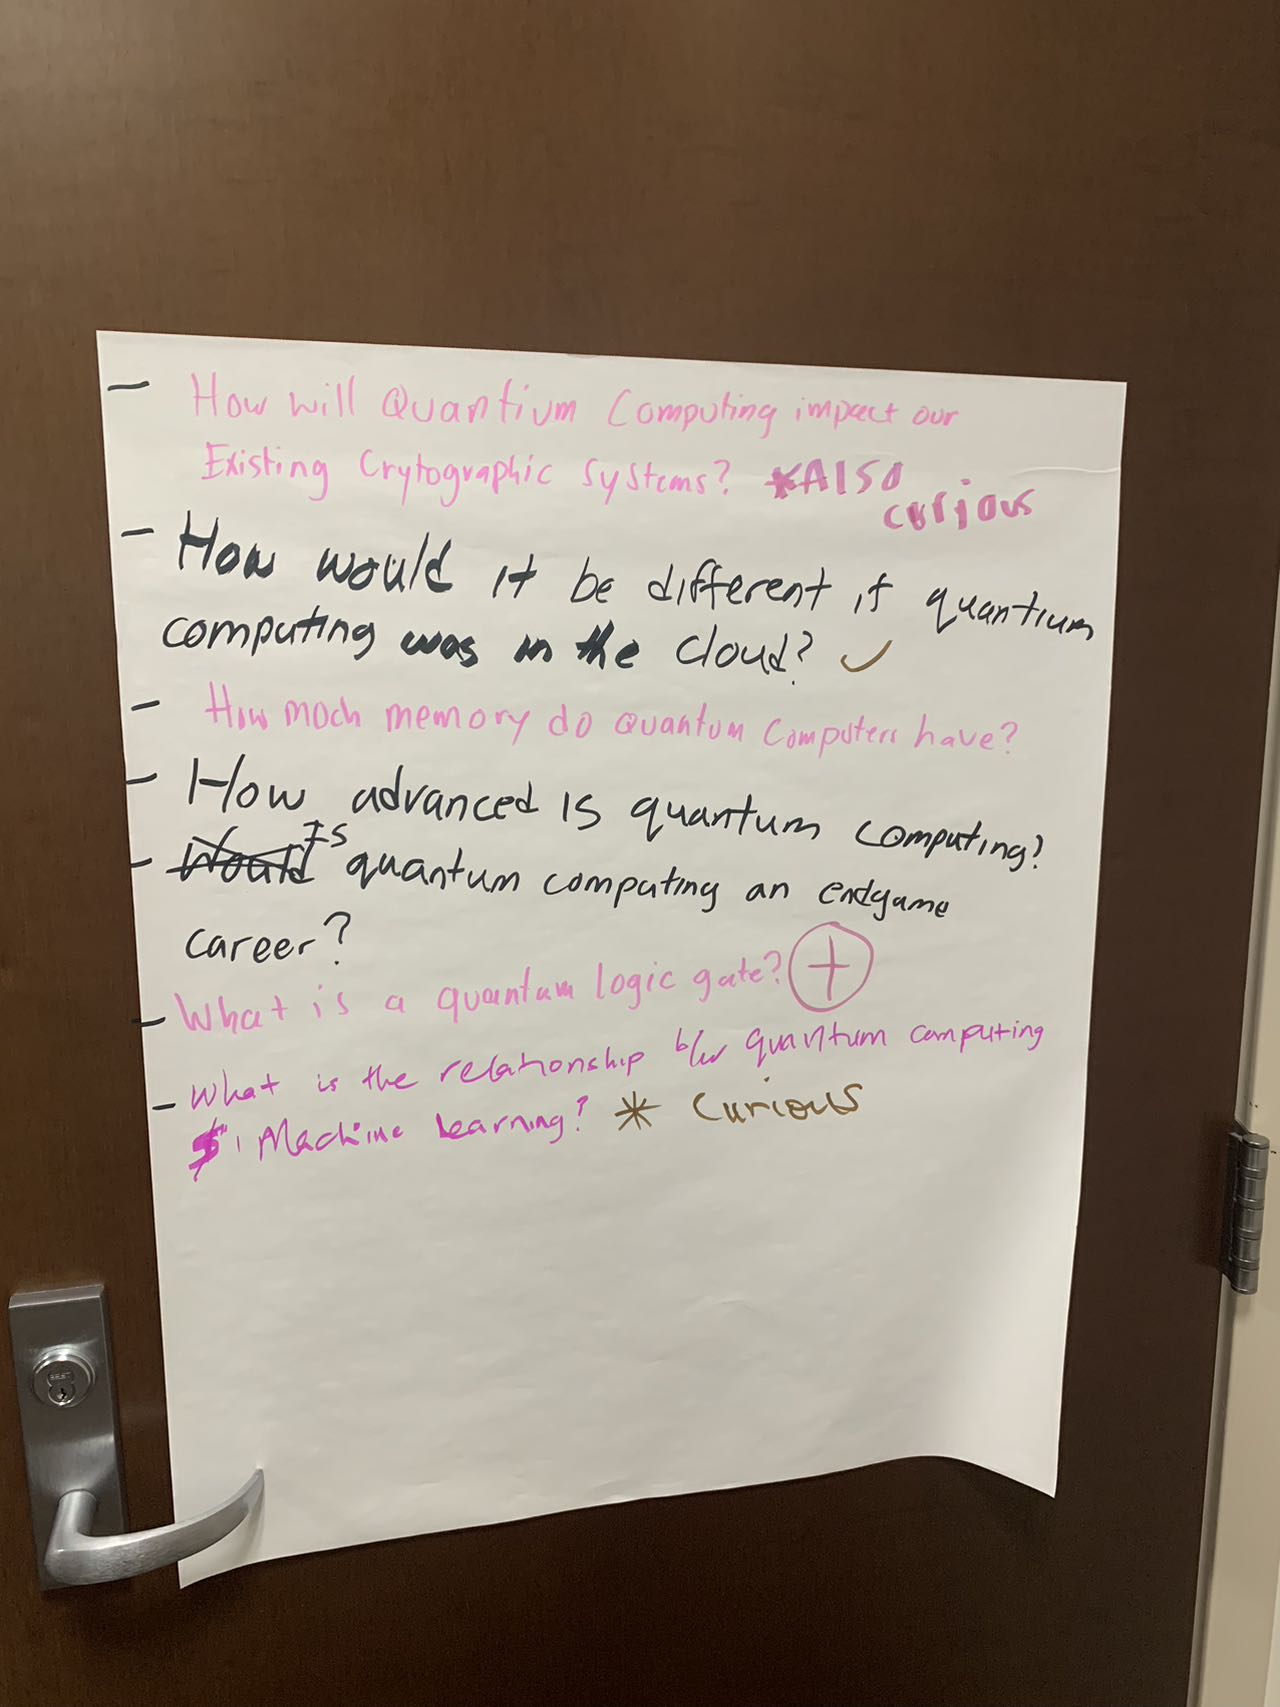 - How will Quantium Computing impact our
Existing Crytographic Systems? *Also
curious
- How would it be different if quantium
computing was in the cloud? ✓
- How moch memory do Quantum Computers have?
- How advanced is quantum computing?
- Would Is quantum computing an endgame
career?
- What is a quantum logic gate? +
- What is the relationship b/w quantum computing
& Machine Learning? * Curious